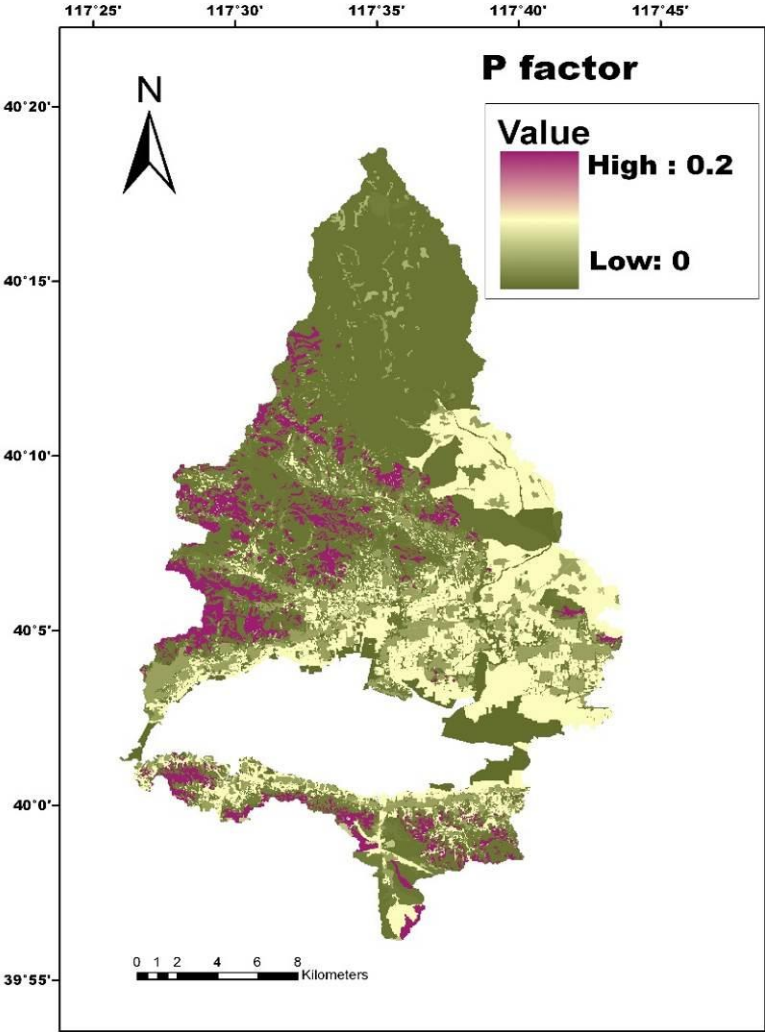 117°25' 117°30' 117°35' 117°40' 117°45'
P factor
N
40°20'
Value
High : 0.2
Low: 0
40°15'
40°10'
40°5'
40°0'
0 1 2 4 6 8
Kilometers
39°55'